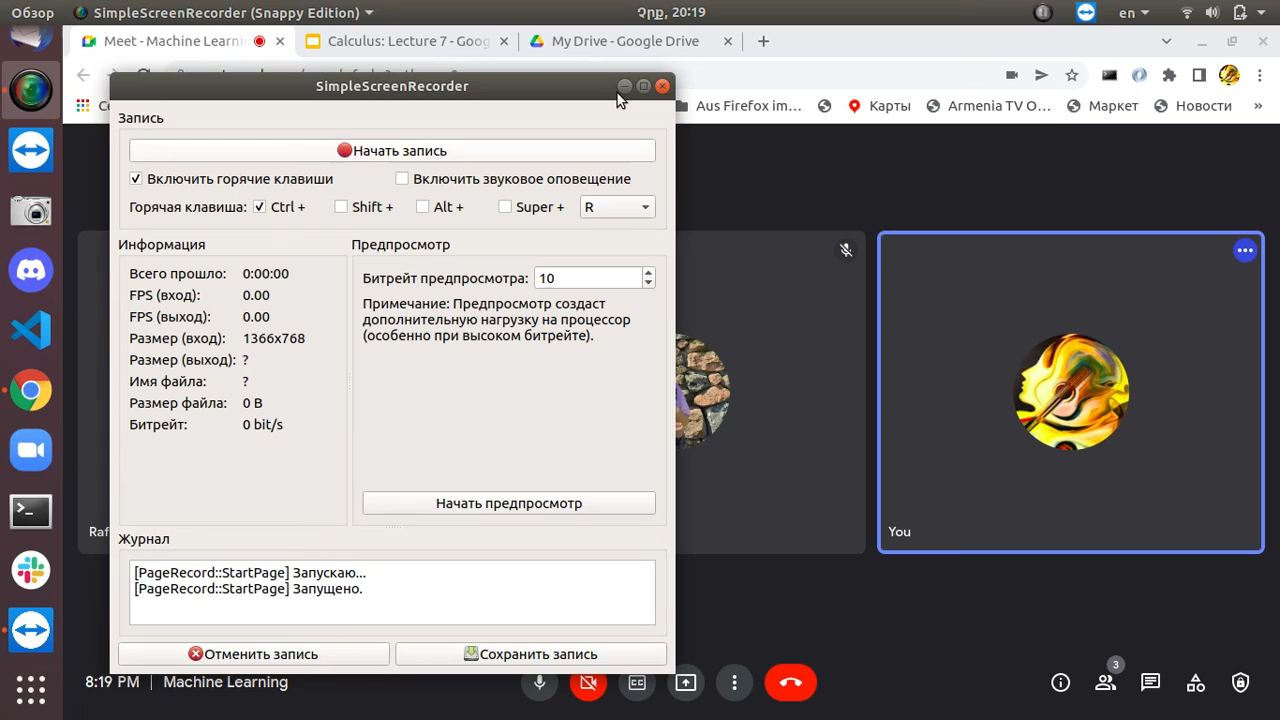 Обзор
SimpleScreenRecorder (Snappy Edition)
Չրք, 20:19
en
Calculus: Lecture 7 - Goog
My Drive - Google Drive
SimpleScreenRecorder
Aus Firefox im…
Карты
Armenia TV O…
Маркет
Новости
»
Запись
Начать запись
Включить горячие клавиши
Включить звуковое оповещение
Горячая клавиша:
Ctrl +
Shift +
Alt +
Super +
R
Информация
Предпросмотр
Всего прошло: 0:00:00
FPS (вход): 0.00
FPS (выход): 0.00
Размер (вход): 1366x768
Размер (выход): ?
Имя файла: ?
Размер файла: 0 B
Битрейт: 0 bit/s
Битрейт предпросмотра: 10
Примечание: Предпросмотр создаст
дополнительную нагрузку на процессор
(особенно при высоком битрейте).
Начать предпросмотр
Журнал
[PageRecord::StartPage] Запускаю...
[PageRecord::StartPage] Запущено.
Отменить запись
Сохранить запись
Raf
You
8:19 PM | Machine Learning
3
Meet - Machine Learni